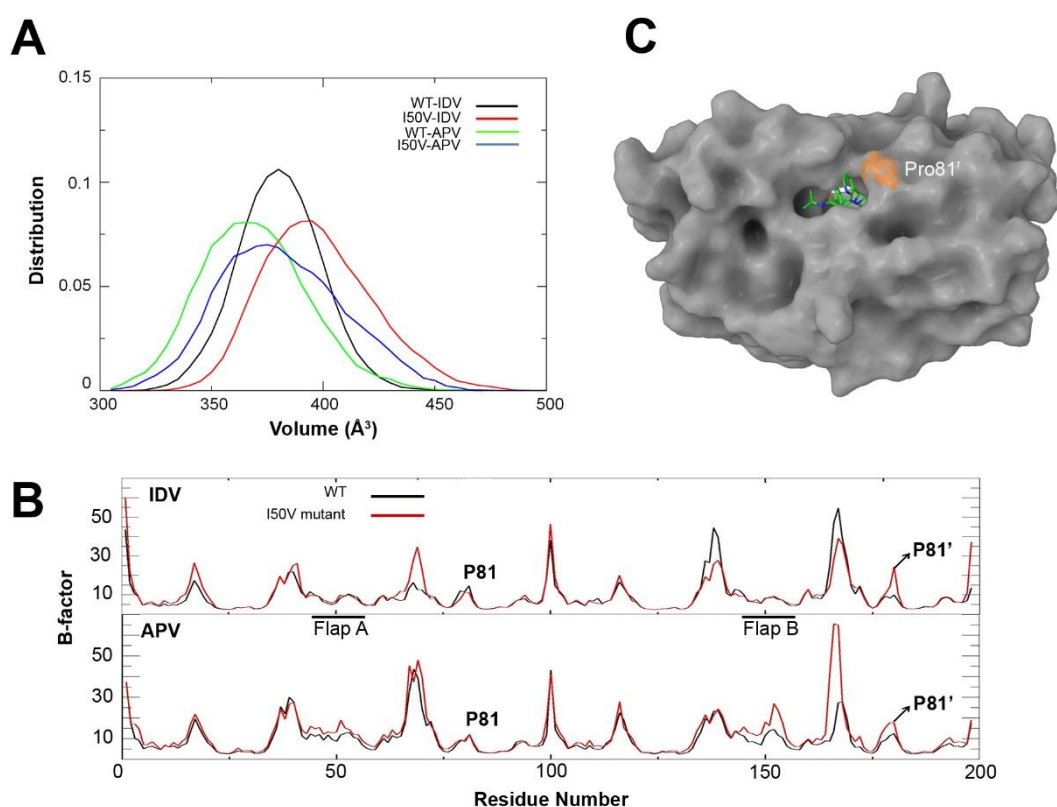 A
0.15
0.1
0.05
0
Distribution
WT-IDV
I50V-IDV
WT-APV
I50V-APV
300 350 400 450 500
Volume (Å³)
C
Pro81'
B
IDV
WT
I50V mutant
50
30
10
P81
P81'
APV
Flap A
Flap B
50
30
10
P81
P81'
B-factor
0 50 100 150 200
Residue Number